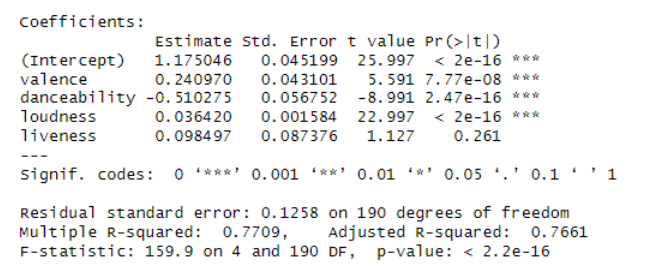 Coefficients:
Estimate Std. Error t value Pr(>|t|)
(Intercept) 1.175046 0.045199 25.997 < 2e-16 ***
valence 0.240970 0.043101 5.591 7.77e-08 ***
danceability -0.510275 0.056752 -8.991 2.47e-16 ***
loudness 0.036420 0.001584 22.997 < 2e-16 ***
liveness 0.098497 0.087376 1.127 0.261
---
Signif. codes: 0 ‘***’ 0.001 ‘**’ 0.01 ‘*’ 0.05 ‘.’ 0.1 ‘ ’ 1
Residual standard error: 0.1258 on 190 degrees of freedom
Multiple R-squared: 0.7709, Adjusted R-squared: 0.7661
F-statistic: 159.9 on 4 and 190 DF, p-value: < 2.2e-16